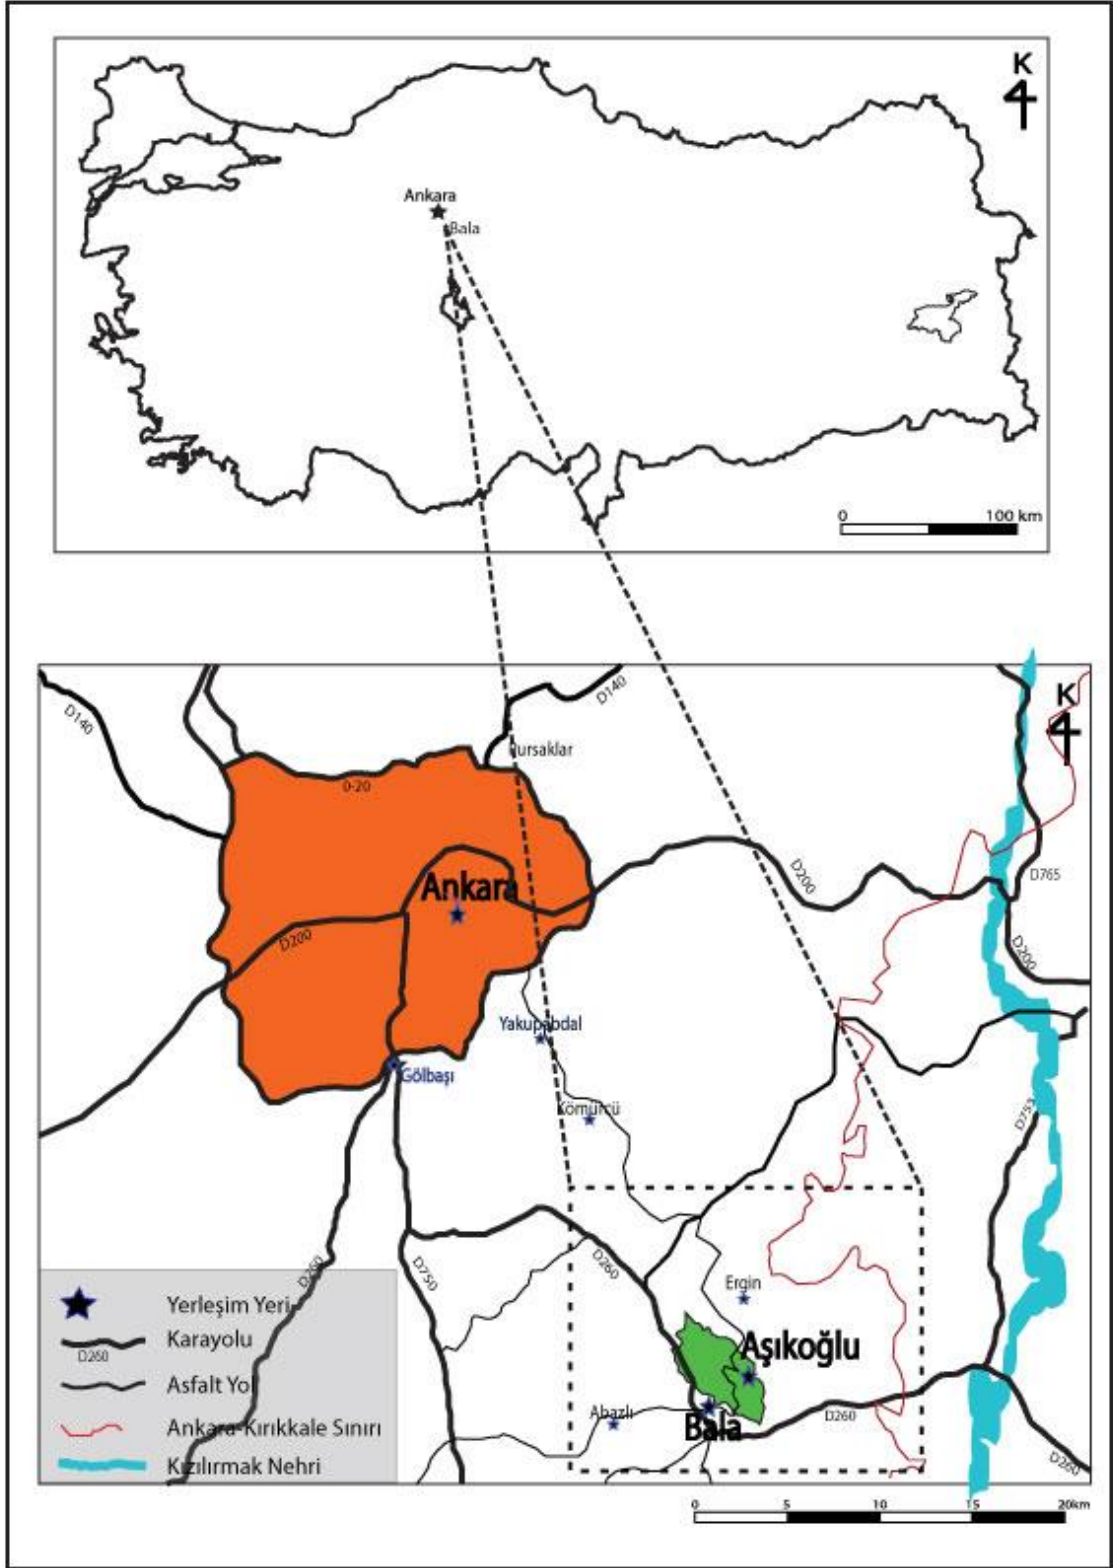 K
Ankara
Bala
0 100 km
D140
D140
K
Pursaklar
0-20
D200
D765
Ankara
D200
D200
Yakupabdal
Gölbaşı
Kömürcü
D753
D260
D260
D750
Ergin
Aşıkoğlu
Abazlı
Bala
D260
D260
Yerleşim Yeri
Karayolu
D260
Asfalt Yol
Ankara-Kırıkkale Sınırı
Kızılırmak Nehri
0 5 10 15 20km